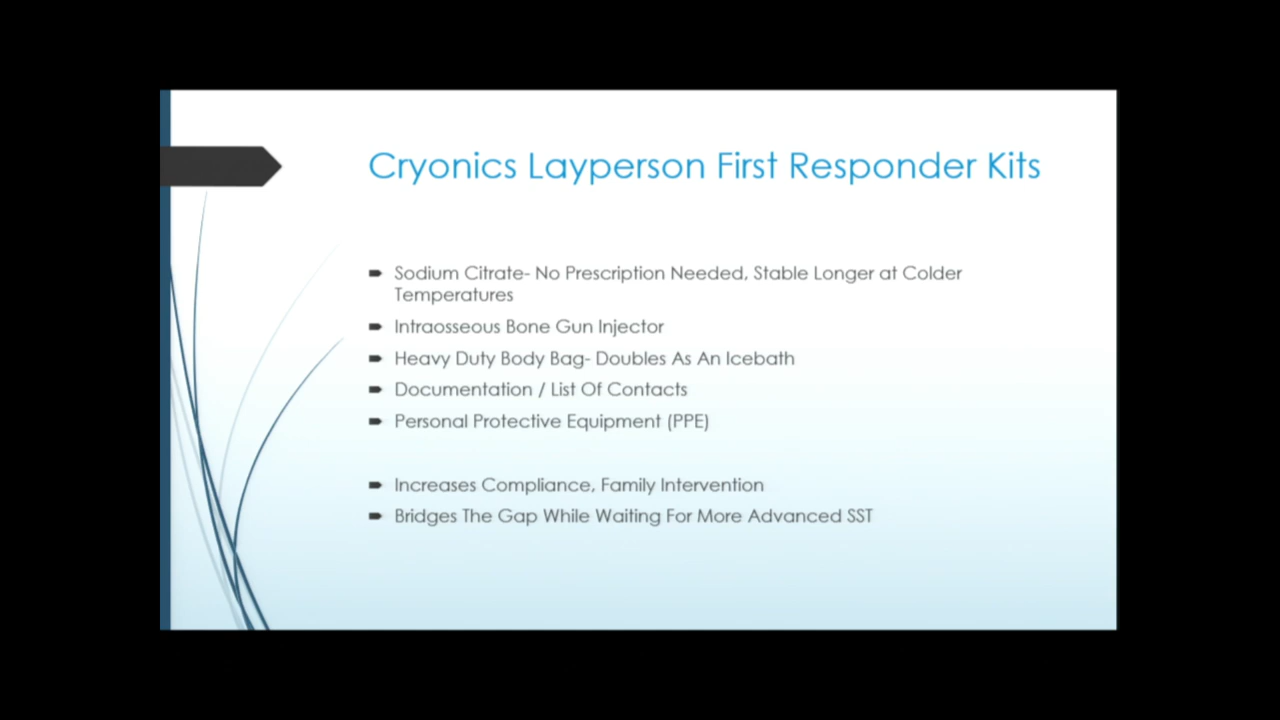 Cryonics Layperson First Responder Kits
Sodium Citrate- No Prescription Needed, Stable Longer at Colder
Temperatures
Intraosseous Bone Gun Injector
Heavy Duty Body Bag- Doubles As An Icebath
Documentation / List Of Contacts
Personal Protective Equipment (PPE)
Increases Compliance, Family Intervention
Bridges The Gap While Waiting For More Advanced SST